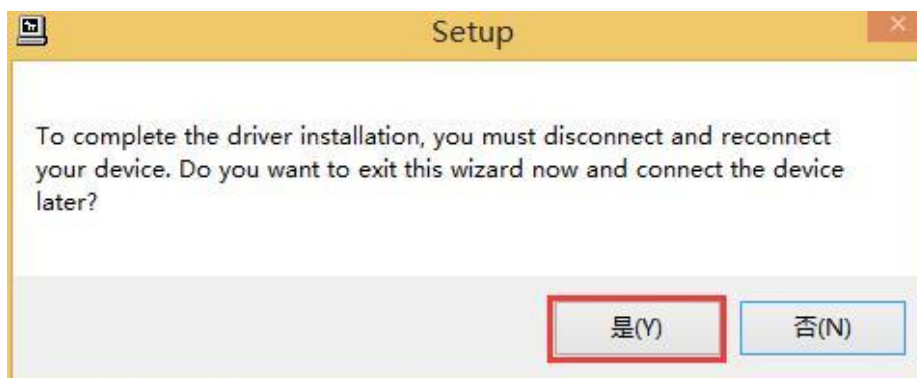 Setup
To complete the driver installation, you must disconnect and reconnect
your device. Do you want to exit this wizard now and connect the device
later?
是(Y) 否(N)